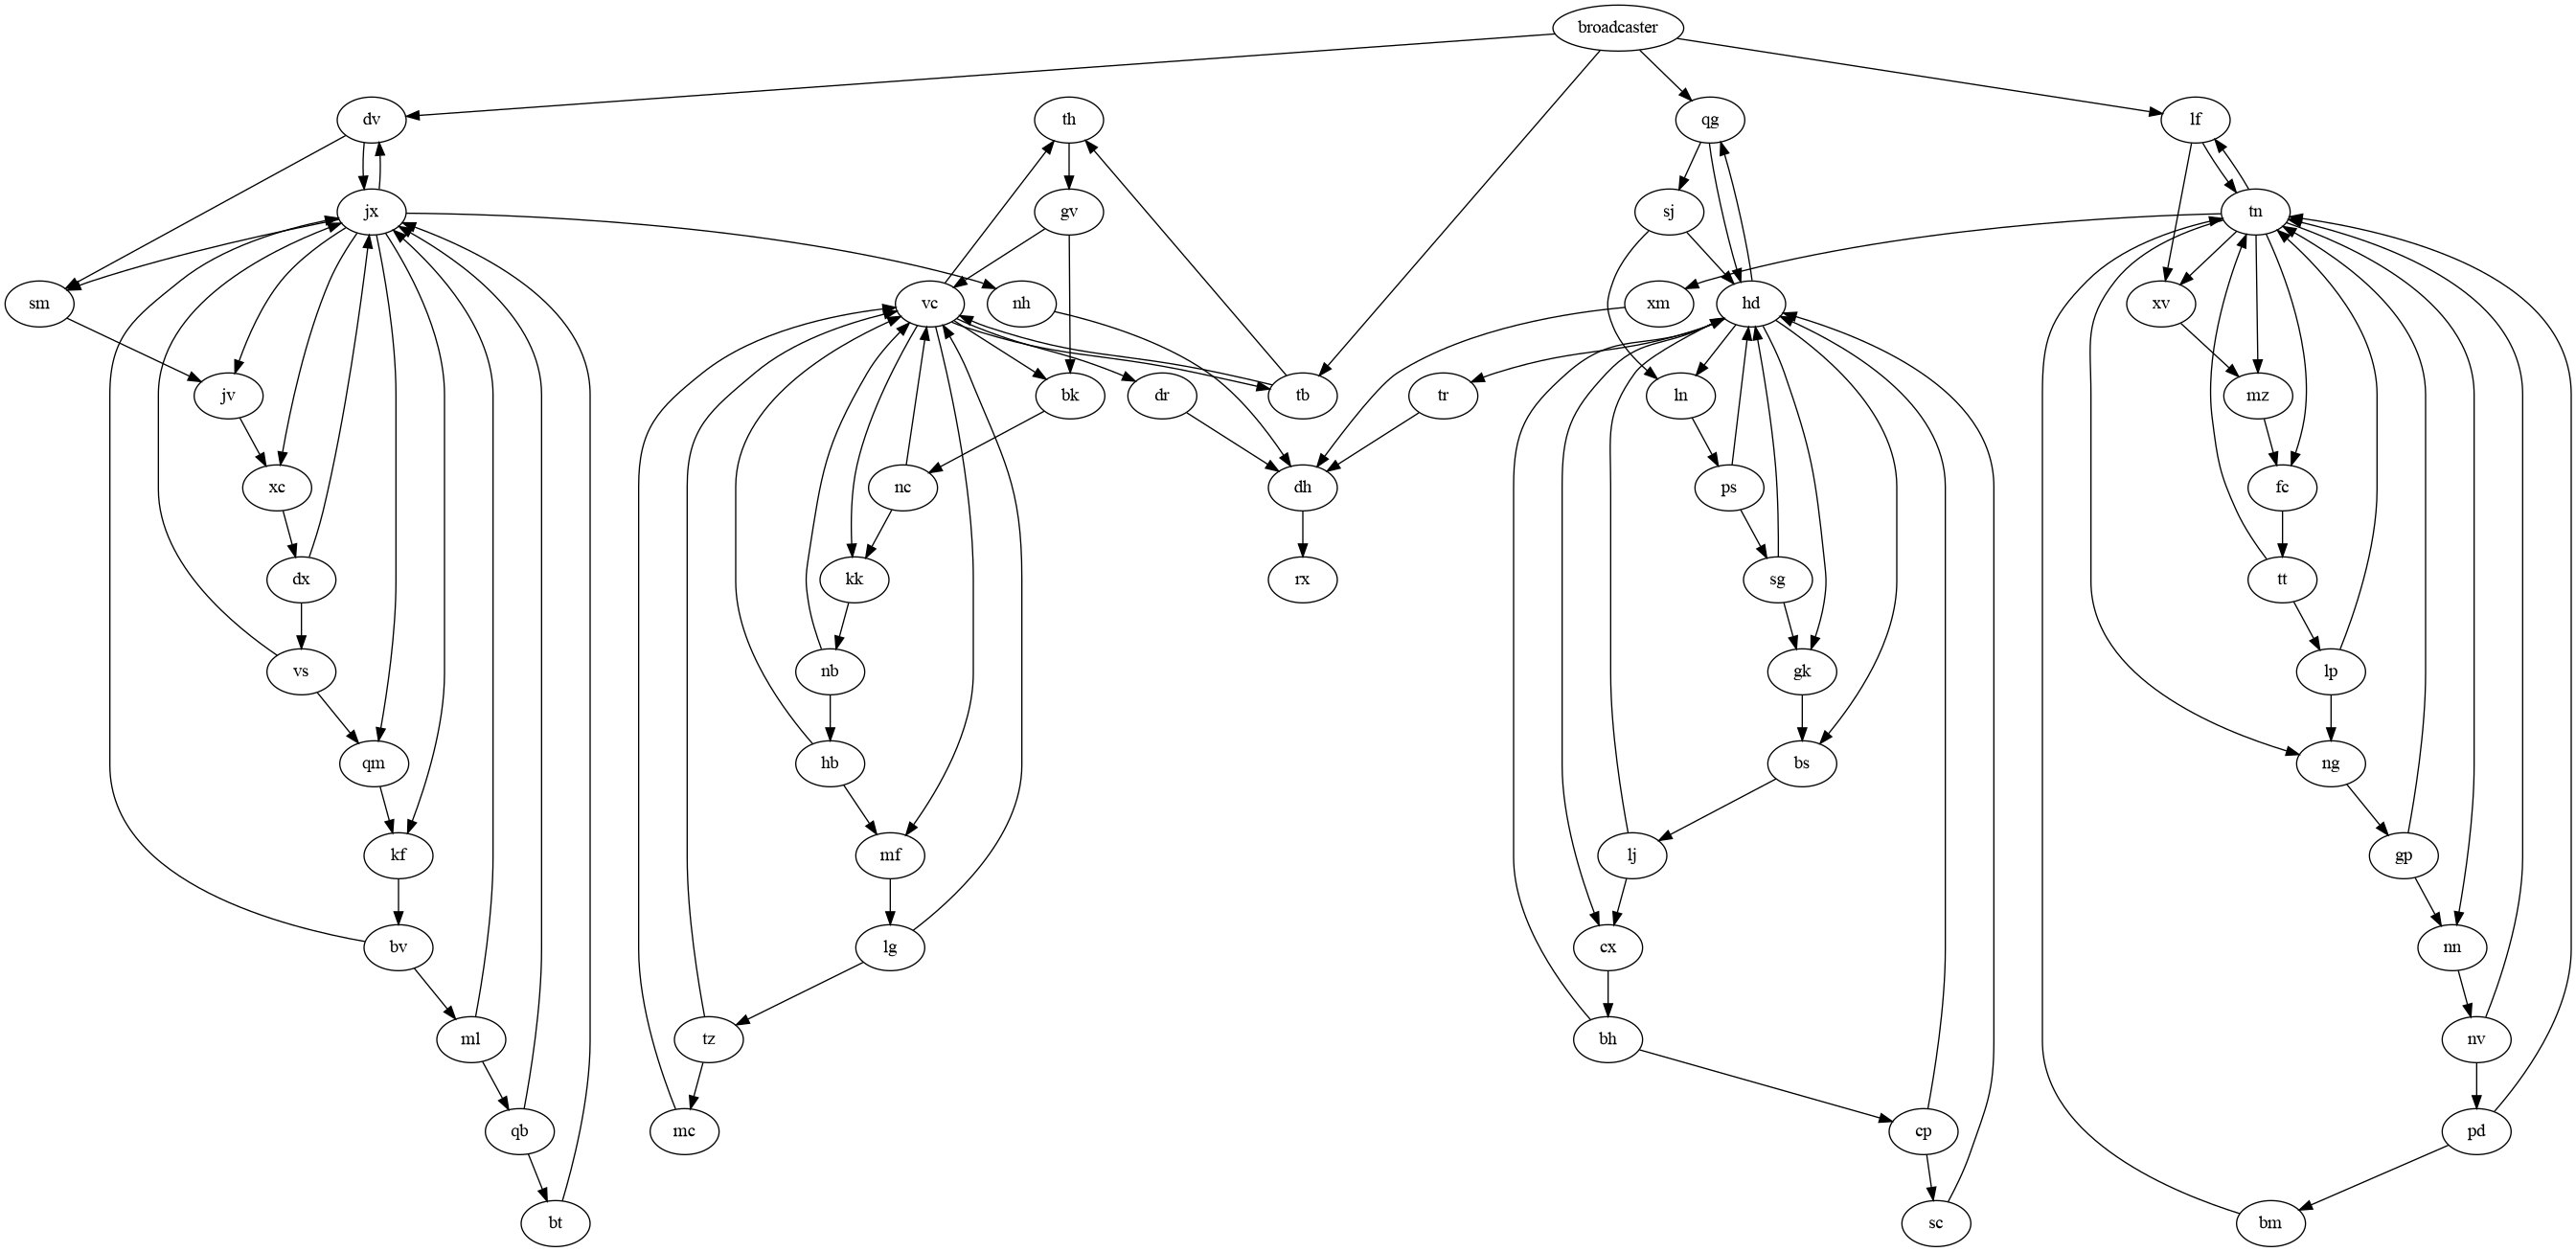 broadcaster
dv
th
qg
lf
jx
gv
sj
tn
sm
vc
nh
xm
hd
xv
jv
bk
dr
tb
tr
ln
mz
xc
nc
dh
ps
fc
dx
kk
rx
sg
tt
vs
nb
gk
lp
qm
hb
bs
ng
kf
mf
lj
gp
bv
lg
cx
nn
ml
tz
bh
nv
qb
mc
cp
pd
bt
sc
bm